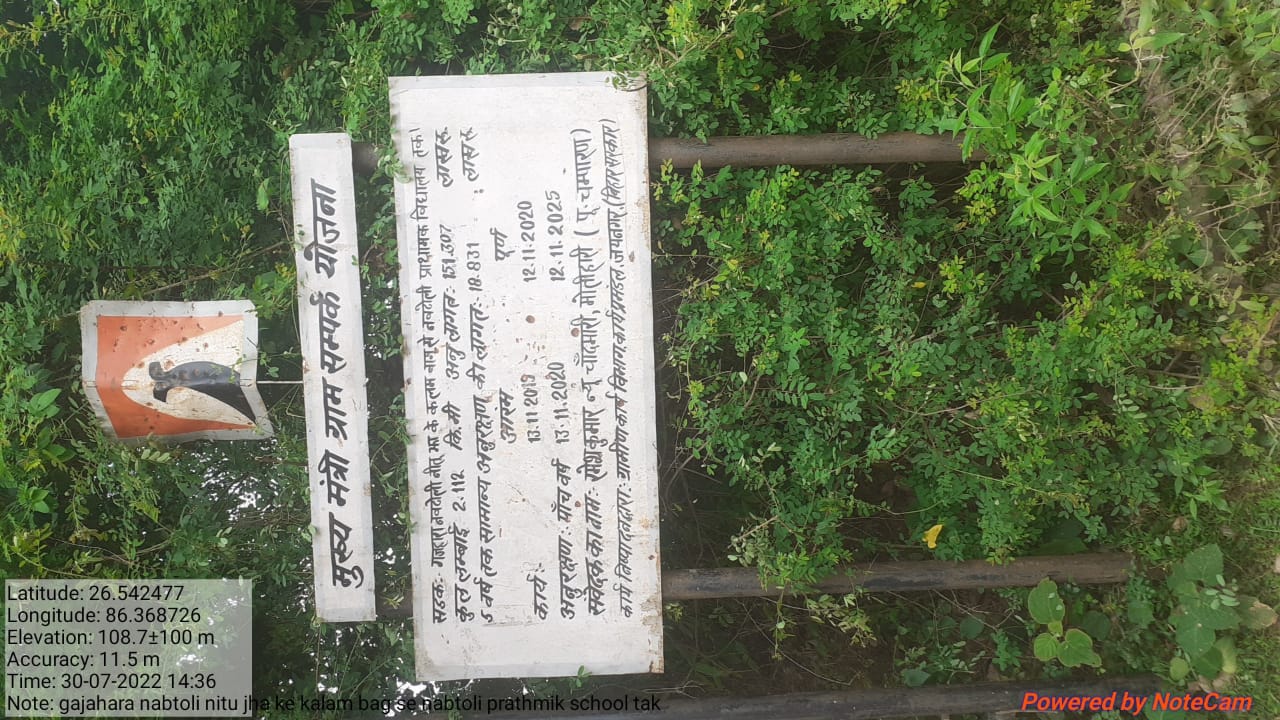 मुख्य मंत्री ग्राम सम्पर्क योजना
सड़क:- गजहारा नवटोली नीतू झा के कलम बाग से नवटोली प्राथमिक विद्यालय तक।
कुल लम्बाई 2.112 कि.मी अनु लागत:- 151.307 लाख रू.
5 वर्षो तक सामान्य अनुरक्षण की लागत:- 18.831 लाख रू.
आरंभ पूर्ण
कार्य:- 13.11.2019 12.11.2020
अनुरक्षण: पाँच वर्ष 13.11.2020 12.11.2025
संवेदक का नाम:- कुमार न्यू चाँदमारी, मोतीहारी ( पू. चम्पारण)
कार्य विभाग, कार्य प्रमंडल, जयनगर, (बिहार सरकार)
Latitude: 26.542477
Longitude: 86.368726
Elevation: 108.7±100 m
Accuracy: 11.5 m
Time: 30-07-2022 14:36
Note: gajahara nabtoli nitu jha ke kalam bag se nabtoli prathmik school tak
Powered by NoteCam